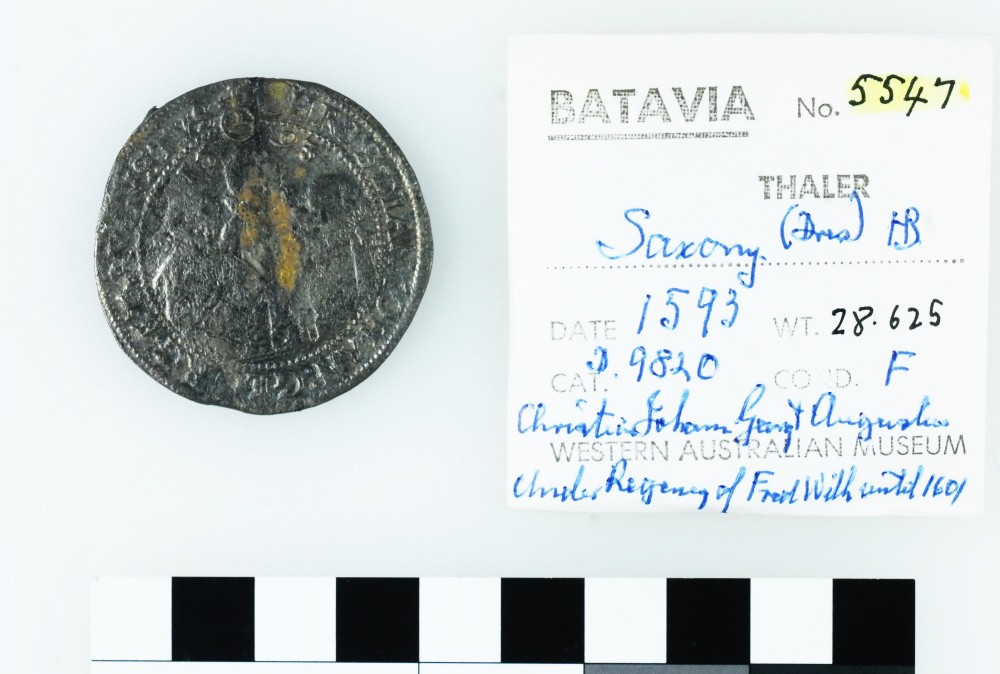 BATAVIA No. 5547
THALER
Saxony. (Dres) HB
DATE 1593 WT. 28.625
CAT. D. 9820 COND. F
Christian Johann Georg & Augustus
WESTERN AUSTRALIAN MUSEUM
Under Regency of Fred Wilh until 1601